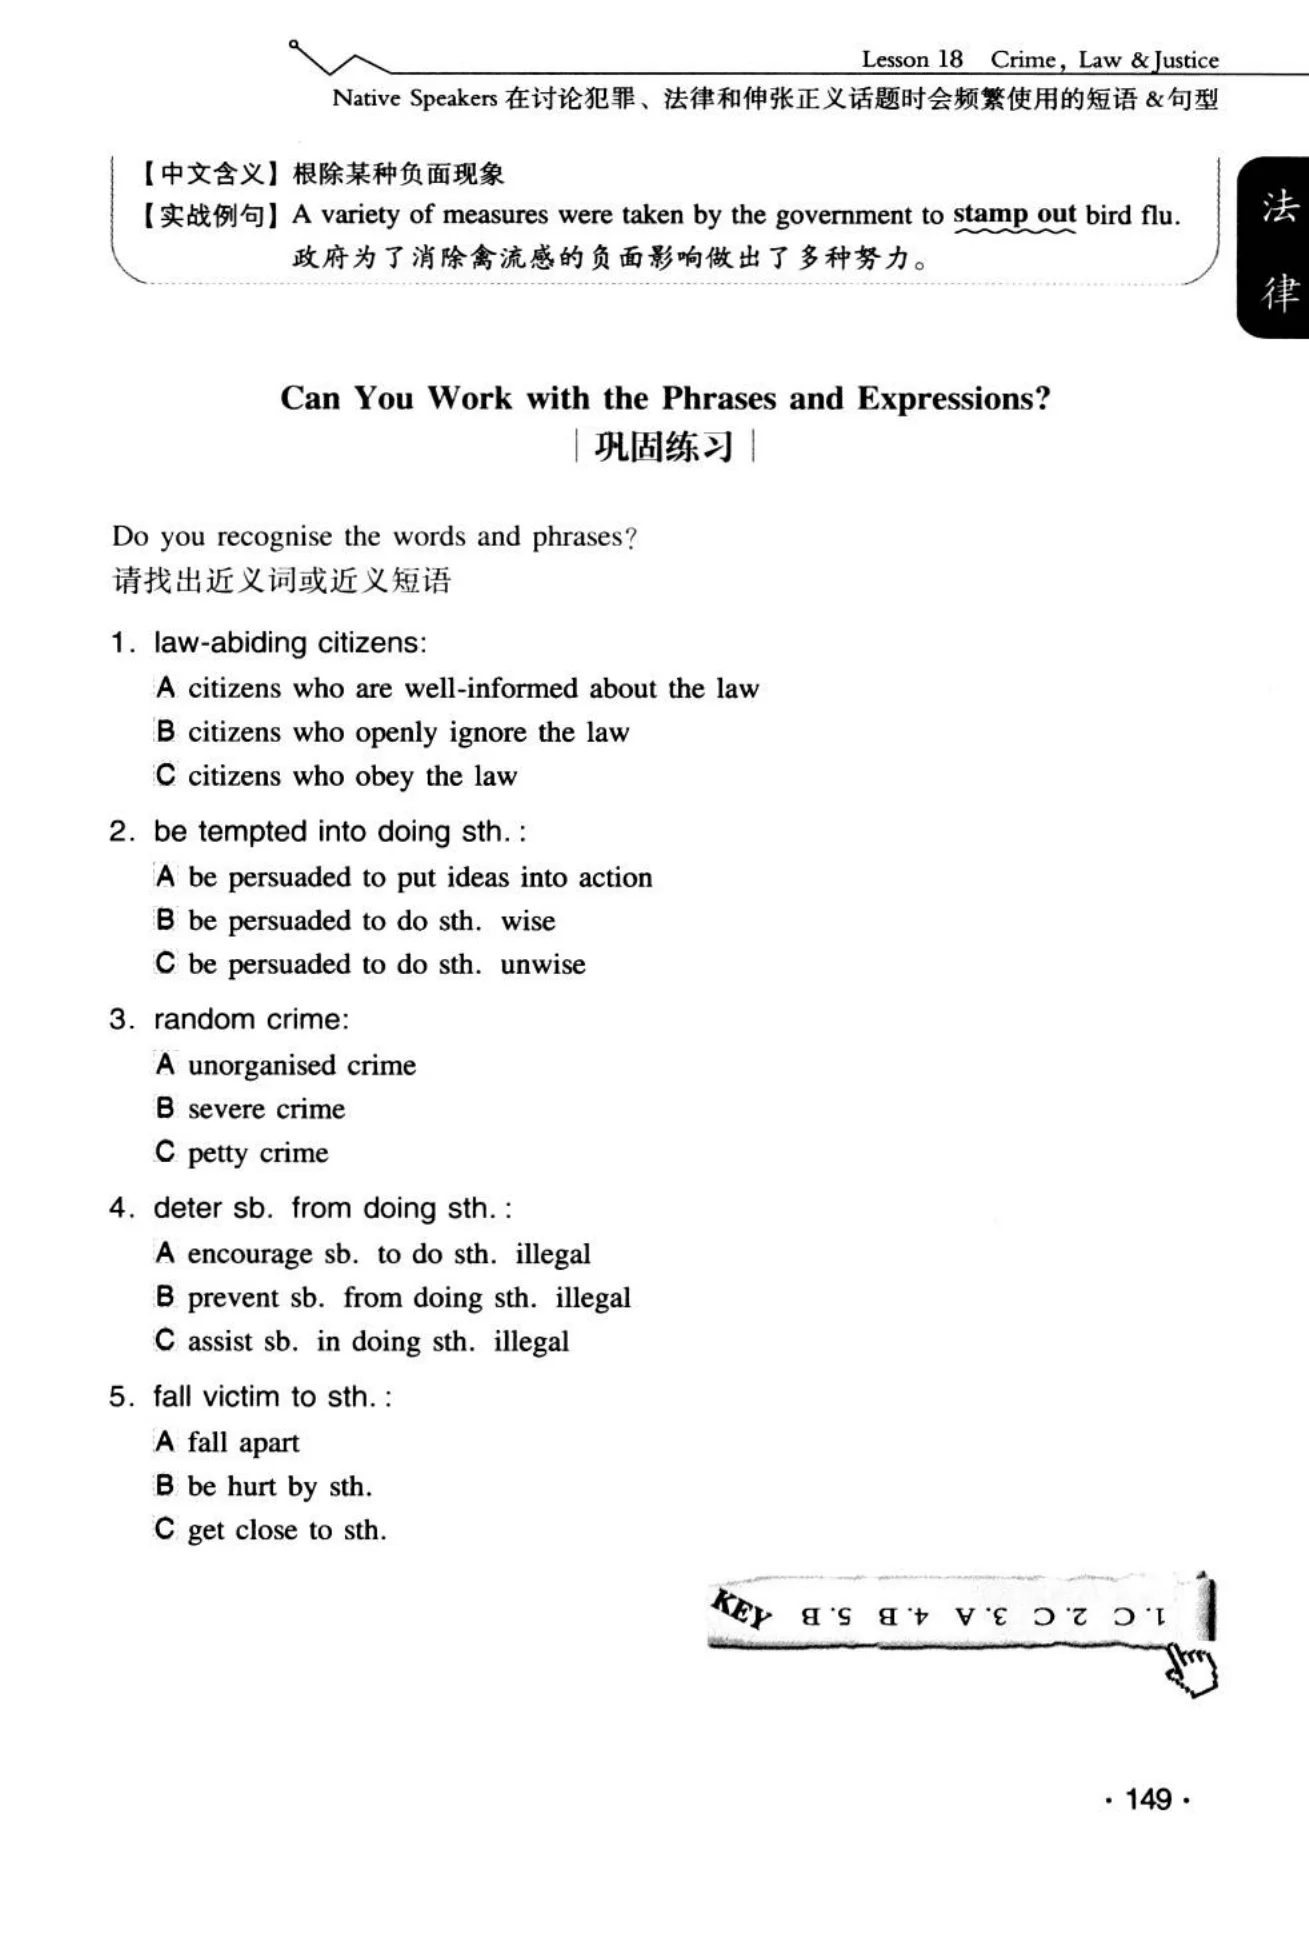 Lesson 18 Crime, Law & Justice
Native Speakers 在讨论犯罪、法律和伸张正义话题时会频繁使用的短语 & 句型
【中文含义】根除某种负面现象
【实战例句】A variety of measures were taken by the government to stamp out bird flu.
政府为了消除禽流感的负面影响做出了多种努力。
法
律
Can You Work with the Phrases and Expressions?
巩固练习
Do you recognise the words and phrases?
请找出近义词或近义短语
1. law-abiding citizens:
A citizens who are well-informed about the law
B citizens who openly ignore the law
C citizens who obey the law
2. be tempted into doing sth.:
A be persuaded to put ideas into action
B be persuaded to do sth. wise
C be persuaded to do sth. unwise
3. random crime:
A unorganised crime
B severe crime
C petty crime
4. deter sb. from doing sth.:
A encourage sb. to do sth. illegal
B prevent sb. from doing sth. illegal
C assist sb. in doing sth. illegal
5. fall victim to sth.:
A fall apart
B be hurt by sth.
C get close to sth.
KEY
1. C 2. C 3. A 4. B 5. B
· 149 ·